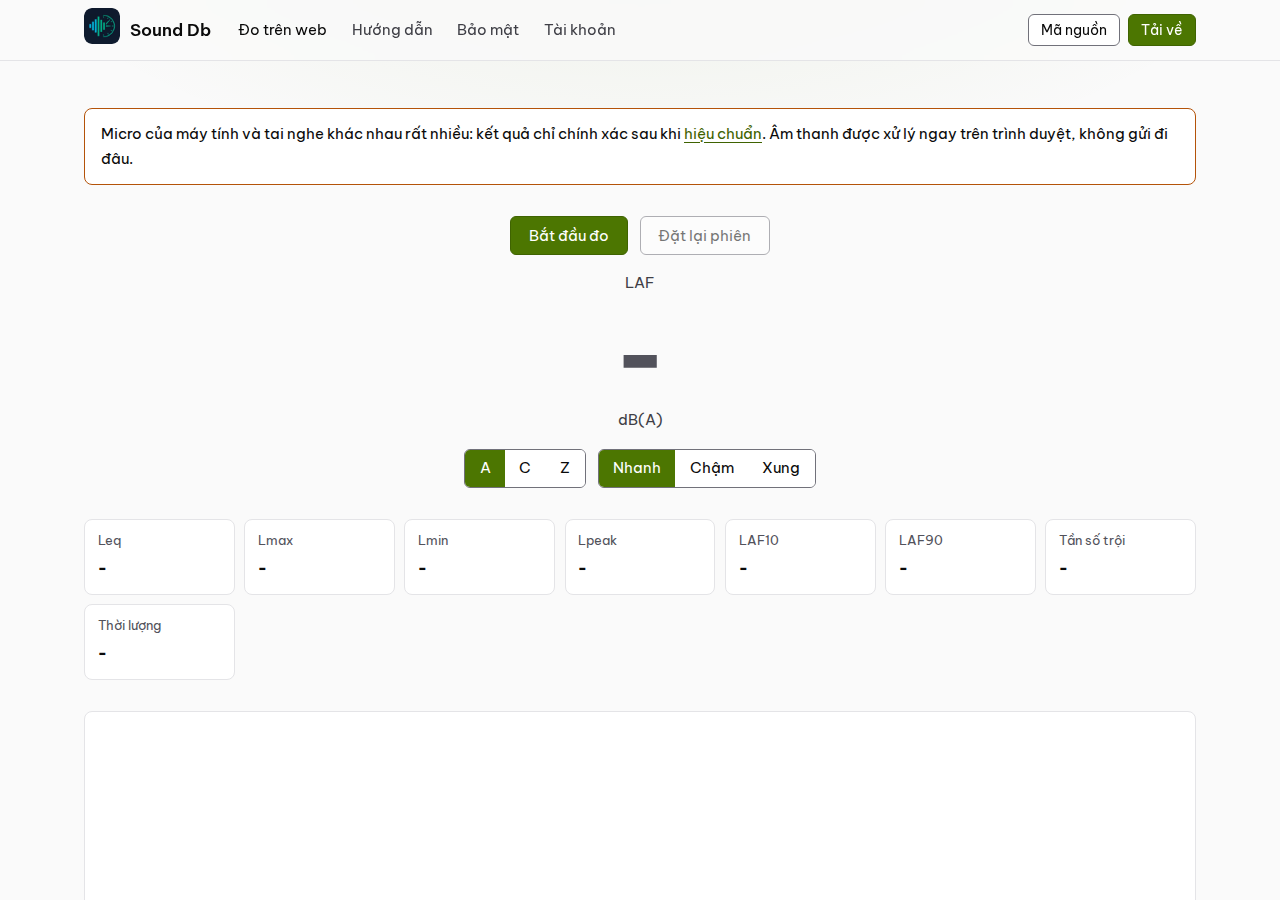 Sound Db Đo trên web Hướng dẫn Bảo mật Tài khoản Mã nguồn Tải về
Micro của máy tính và tai nghe khác nhau rất nhiều: kết quả chỉ chính xác sau khi hiệu chuẩn. Âm thanh được xử lý ngay trên trình duyệt, không gửi đi
đâu.
Bắt đầu đo Đặt lại phiên
LAF
-
dB(A)
A C Z Nhanh Chậm Xung
Leq Lmax Lmin Lpeak LAF10 LAF90 Tần số trội
- - - - - - -
Thời lượng
-